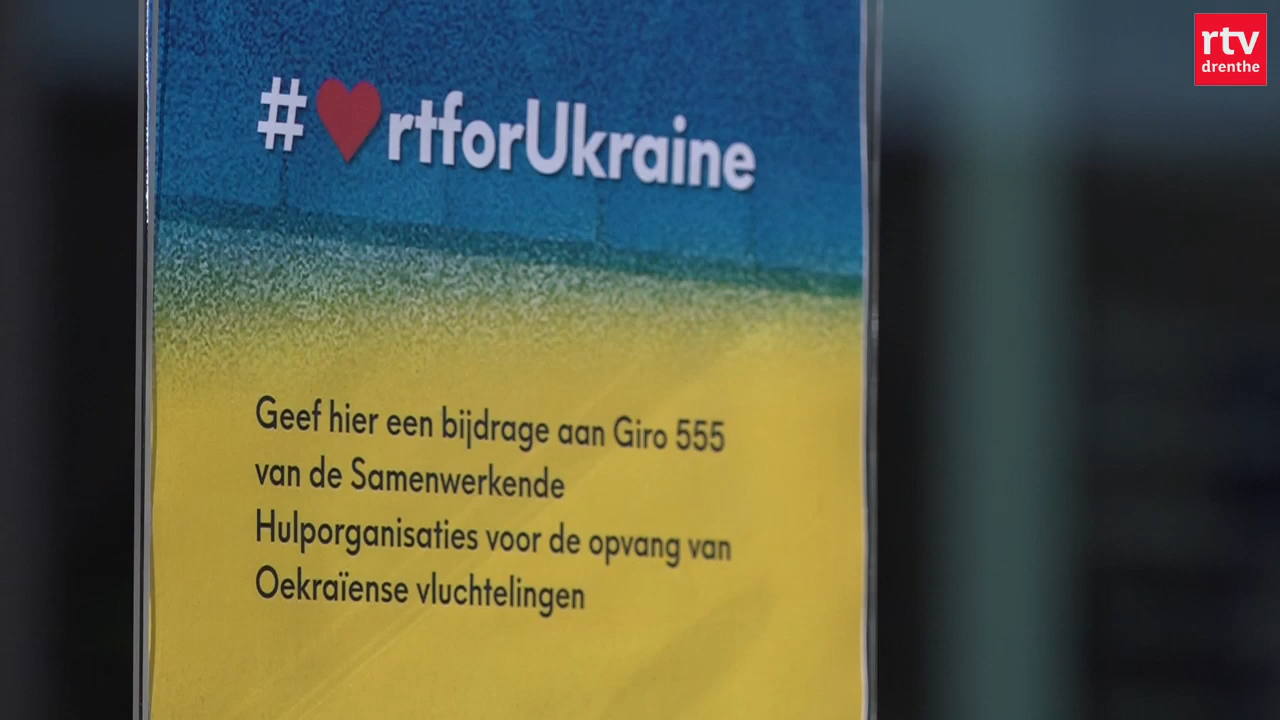 rtv
drenthe
#❤rtforUkraine
Geef hier een bijdrage aan Giro 555
van de Samenwerkende
Hulporganisaties voor de opvang van
Oekraïense vluchtelingen